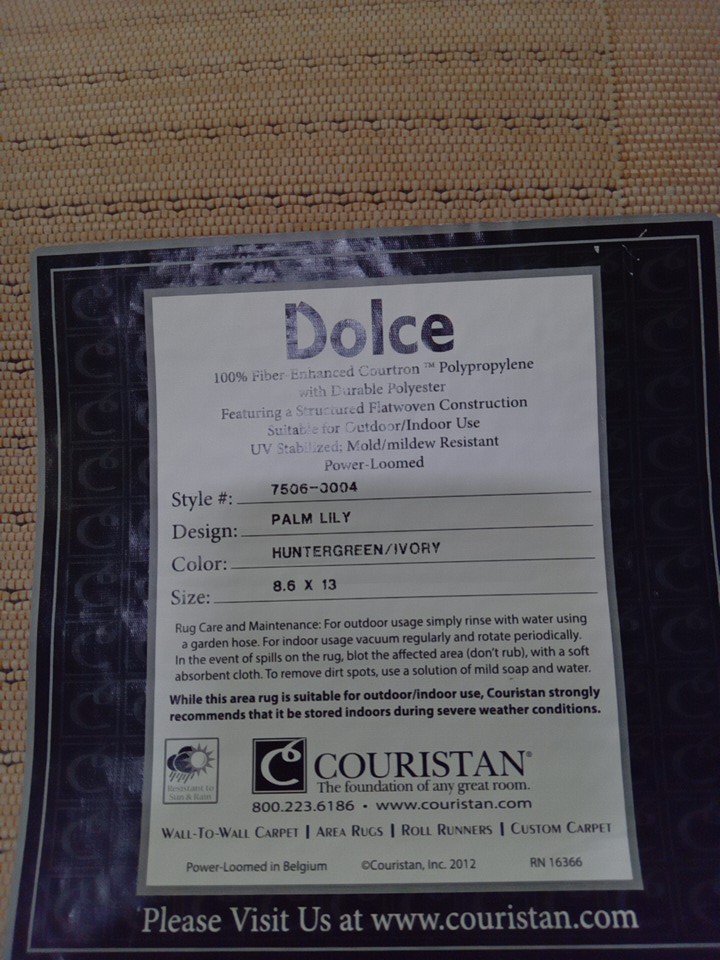 Dolce
100% Fiber-Enhanced Courtron™ Polypropylene
with Durable Polyester
Featuring a Structured Flatwoven Construction
Suitable for Outdoor/Indoor Use
UV Stabilized; Mold/mildew Resistant
Power-Loomed
Style #: 7506-0004
Design: PALM LILY
Color: HUNTERGREEN/IVORY
Size: 8.6 X 13
Rug Care and Maintenance: For outdoor usage simply rinse with water using
a garden hose. For indoor usage vacuum regularly and rotate periodically.
In the event of spills on the rug, blot the affected area (don't rub), with a soft
absorbent cloth. To remove dirt spots, use a solution of mild soap and water.
While this area rug is suitable for outdoor/indoor use, Couristan strongly
recommends that it be stored indoors during severe weather conditions.
Resistant to
Sun & Rain
C COURISTAN®
The foundation of any great room.
800.223.6186 • www.couristan.com
WALL-TO-WALL CARPET | AREA RUGS | ROLL RUNNERS | CUSTOM CARPET
Power-Loomed in Belgium ©Couristan, Inc. 2012 RN 16366
Please Visit Us at www.couristan.com